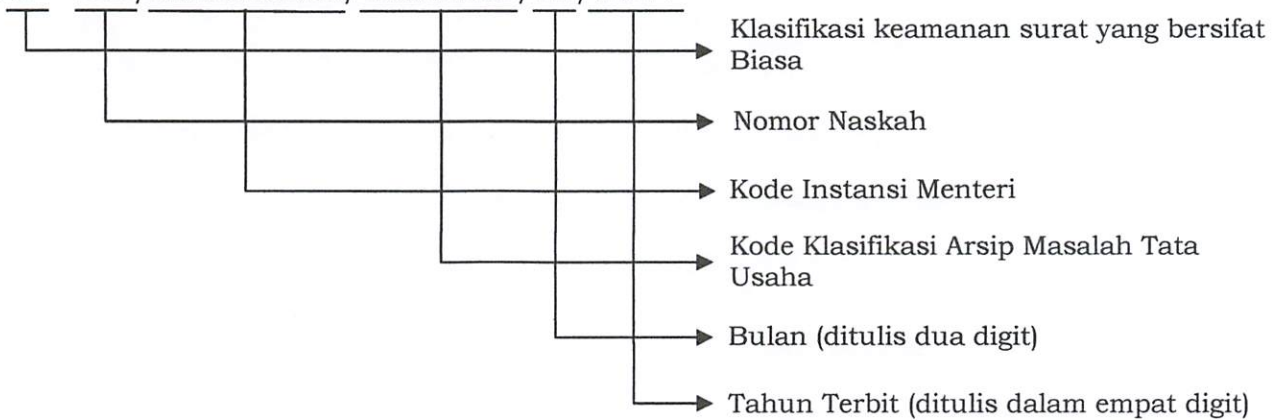 Klasifikasi keamanan surat yang bersifat
Biasa
Nomor Naskah
Kode Instansi Menteri
Kode Klasifikasi Arsip Masalah Tata
Usaha
Bulan (ditulis dua digit)
Tahun Terbit (ditulis dalam empat digit)